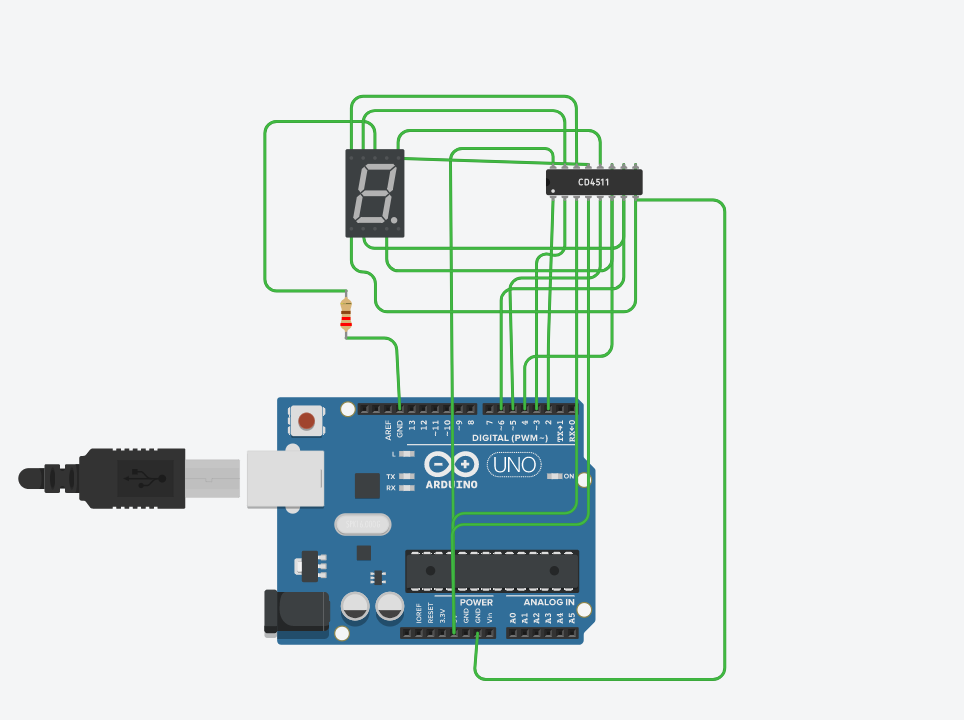 CD4511
AREF
GND
13
12
~11
~10
~9
8
7
~6
~5
4
~3
2
TX→1
RX←0
DIGITAL (PWM~)
L
TX
RX
ARDUINO
UNO
ON
POWER
ANALOG IN
IOREF
RESET
3.3V
GND
GND
Vin
A0
A1
A2
A3
A4
A5